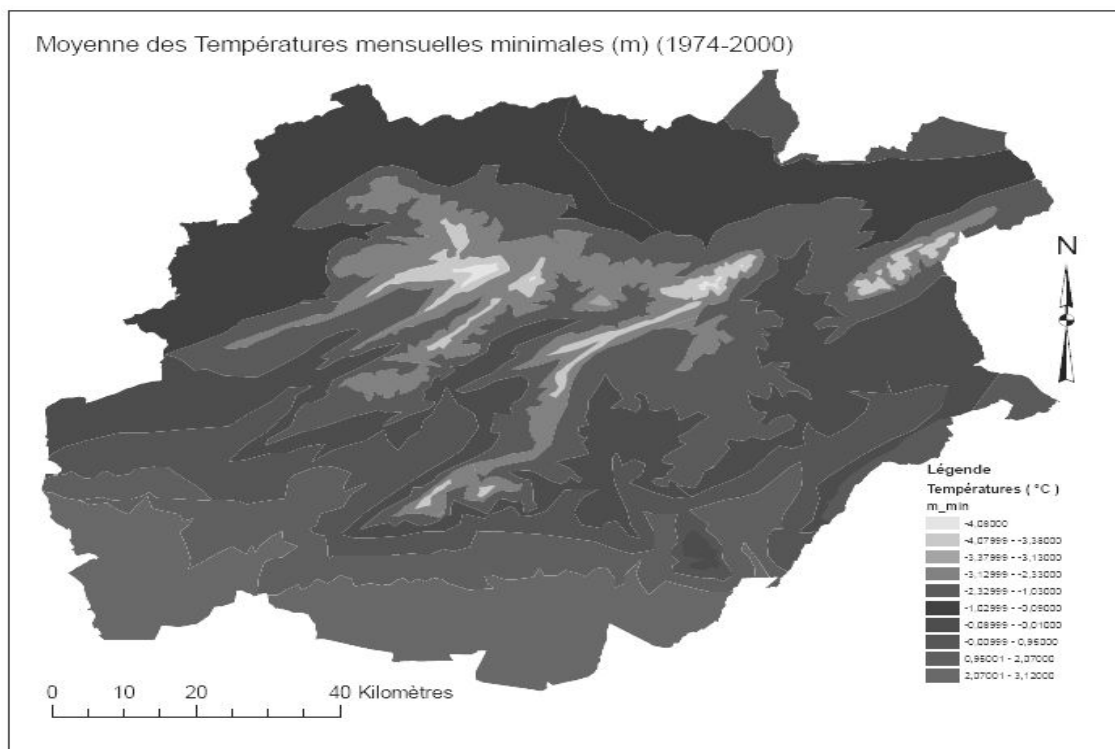 Moyenne des Températures mensuelles minimales (m) (1974-2000)
N
Légende
Températures ( °C )
m_min
-4,08000
-4,07999 - -3,38000
-3,37999 - -3,13000
-3,12999 - -2,33000
-2,32999 - -1,03000
-1,02999 - -0,09000
-0,08999 - -0,01000
-0,00999 - 0,95000
0,95001 - 2,07000
2,07001 - 3,12000
0 10 20 40 Kilomètres